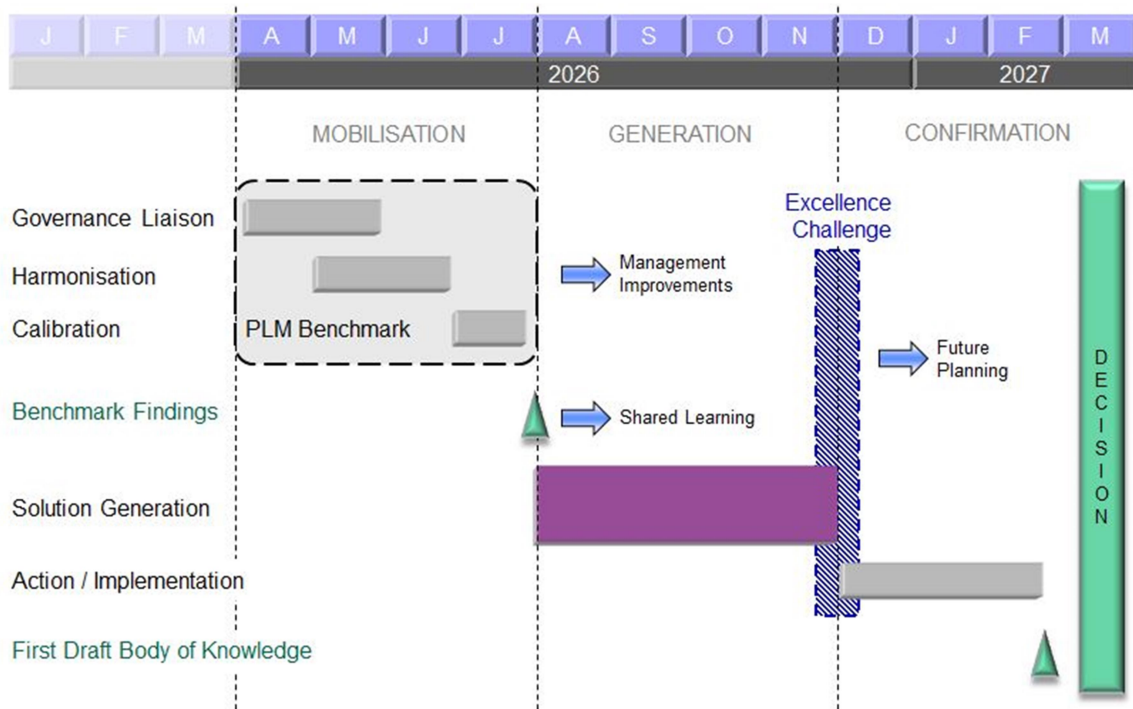 J F M A M J J A S O N D J F M
2026 2027
MOBILISATION GENERATION CONFIRMATION
Excellence
Challenge
Governance Liaison
Harmonisation
Management
Improvements
Calibration
PLM Benchmark
Future
Planning
Benchmark Findings
Shared Learning
Solution Generation
Action / Implementation
First Draft Body of Knowledge
DECISION